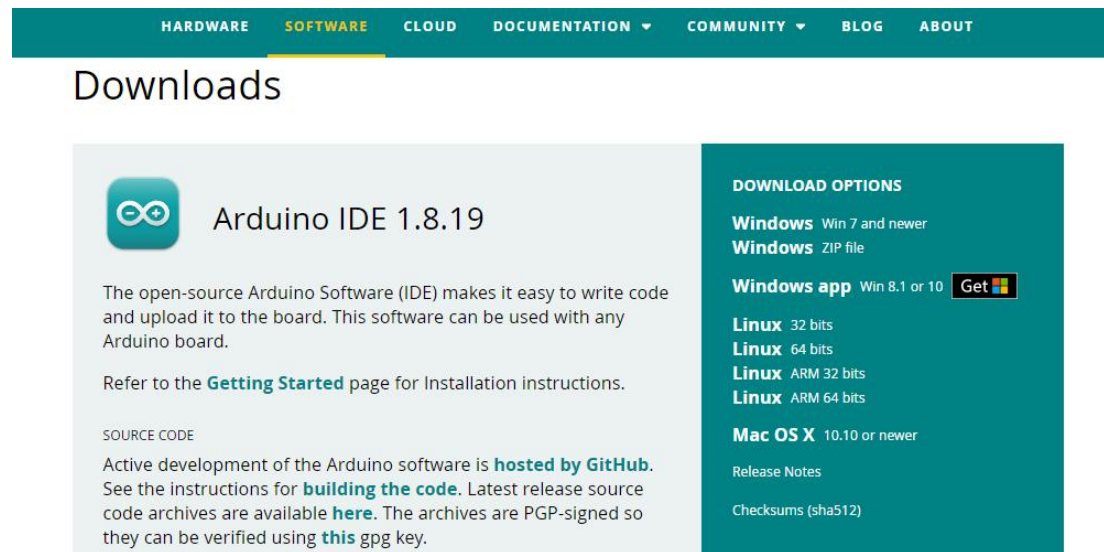 HARDWARE SOFTWARE CLOUD DOCUMENTATION COMMUNITY BLOG ABOUT
Downloads
Arduino IDE 1.8.19
The open-source Arduino Software (IDE) makes it easy to write code
and upload it to the board. This software can be used with any
Arduino board.
Refer to the Getting Started page for Installation instructions.
SOURCE CODE
Active development of the Arduino software is hosted by GitHub.
See the instructions for building the code. Latest release source
code archives are available here. The archives are PGP-signed so
they can be verified using this gpg key.
DOWNLOAD OPTIONS
Windows Win 7 and newer
Windows ZIP file
Windows app Win 8.1 or 10 Get
Linux 32 bits
Linux 64 bits
Linux ARM 32 bits
Linux ARM 64 bits
Mac OS X 10.10 or newer
Release Notes
Checksums (sha512)